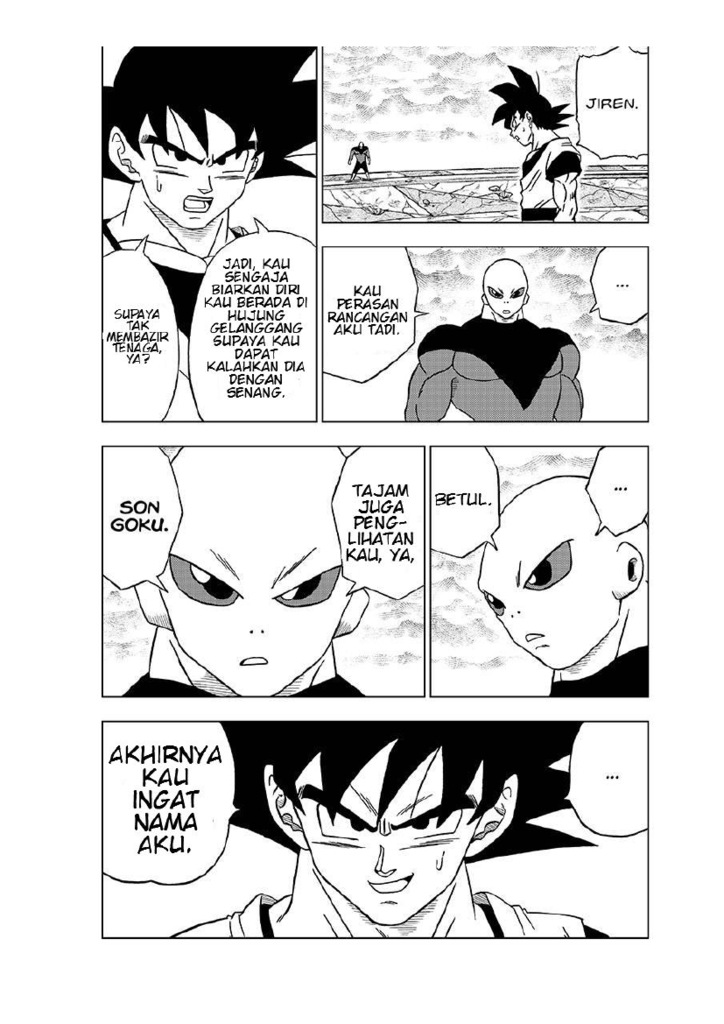 JIREN.
...
KAU
PERASAN
RANCANGAN
AKU TADI.
JADI, KAU
SENGAJA
BIARKAN DIRI
KAU BERADA DI
HUJUNG
GELANGGANG
SUPAYA KAU
DAPAT
KALAHKAN DIA
DENGAN
SENANG.
SUPAYA
TAK
MEMBAZIR
TENAGA,
YA?
...
BETUL.
TAJAM
JUGA
PENG-
LIHATAN
KAU, YA,
SON
GOKU.
...
AKHIRNYA
KAU
INGAT
NAMA
AKU.